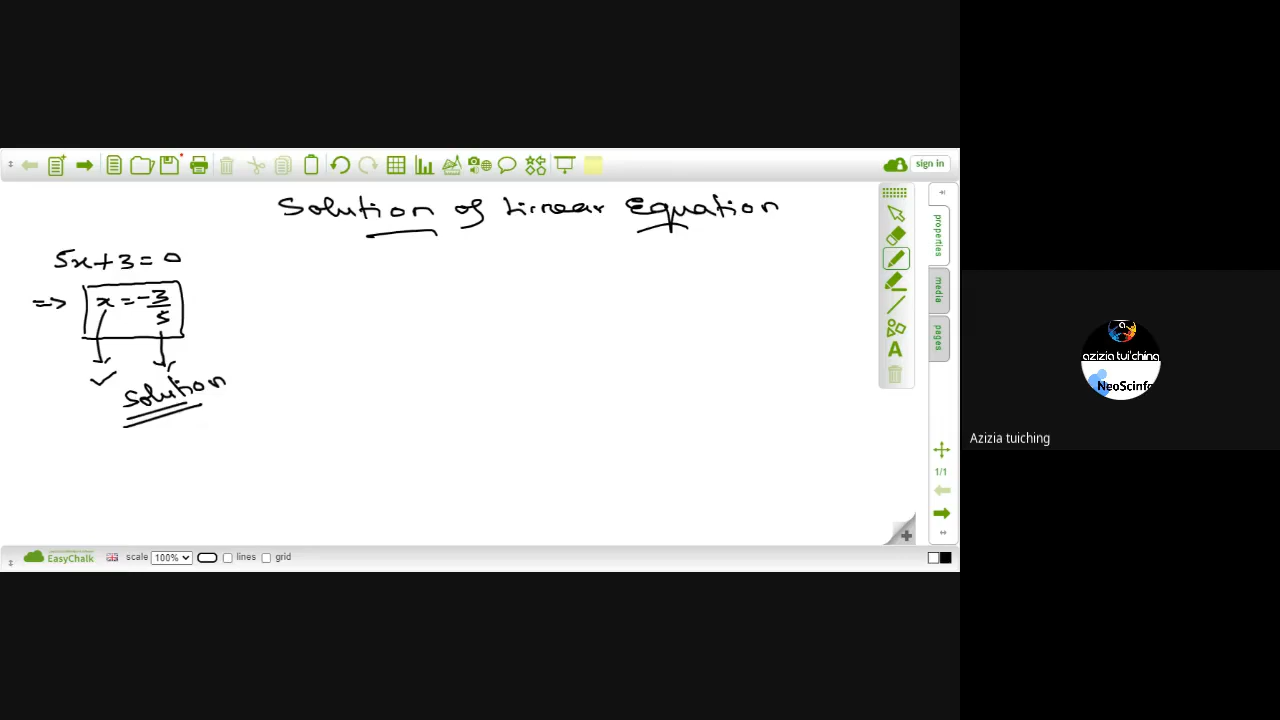 sign in
Solution of Linear Equation
properties
media
pages
5x+3=0
=> x=-3/5
solution
1/1
EasyChalk
scale 100% lines grid
azizia tui'ching
NeoScinfo
Azizia tuiching